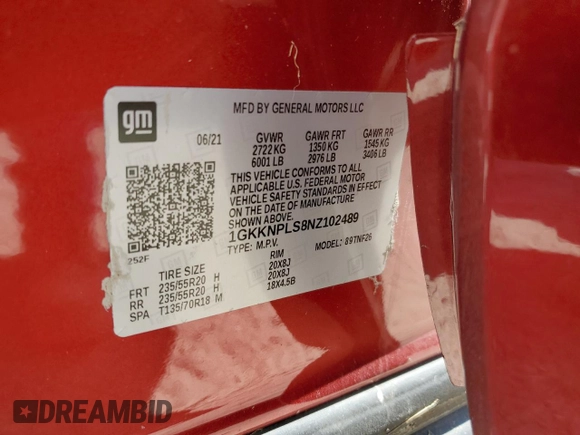 gm
MFD BY GENERAL MOTORS LLC
06/21 GVWR GAWR FRT GAWR RR
2722 KG 1350 KG 1545 KG
6001 LB 2976 LB 3406 LB
THIS VEHICLE CONFORMS TO ALL
APPLICABLE U.S. FEDERAL MOTOR
VEHICLE SAFETY STANDARDS IN EFFECT
ON THE DATE OF MANUFACTURE
SHOWN ABOVE.
1GKKNPLS8NZ102489
TYPE: M.P.V. MODEL: 89TNF26
252F
TIRE SIZE RIM
FRT 235/55R20 H 20X8J
RR 235/55R20 H 20X8J
SPA T135/70R18 M 18X4.5B
DREAMBID